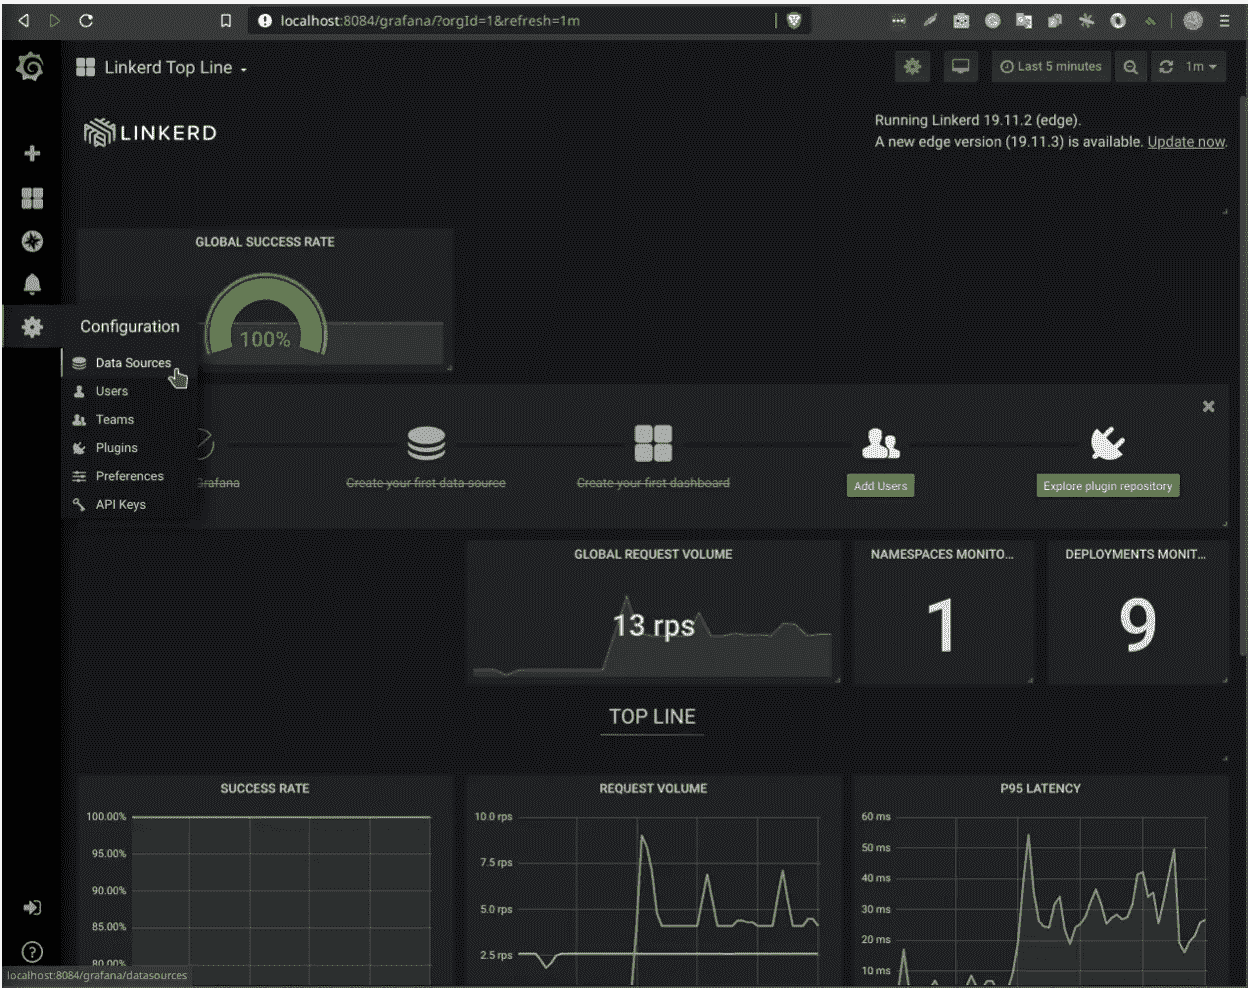 localhost:8084/grafana/?orgId=1&refresh=1m
Linkerd Top Line
Last 5 minutes
1m
LINKERD
Running Linkerd 19.11.2 (edge).
A new edge version (19.11.3) is available. Update now.
GLOBAL SUCCESS RATE
100%
Configuration
Data Sources
Users
Teams
Plugins
Preferences
API Keys
Grafana
Create your first data source
Create your first dashboard
Add Users
Explore plugin repository
GLOBAL REQUEST VOLUME
13 rps
NAMESPACES MONITO...
1
DEPLOYMENTS MONIT...
9
TOP LINE
SUCCESS RATE
100.00%
95.00%
90.00%
85.00%
80.00%
REQUEST VOLUME
10.0 rps
7.5 rps
5.0 rps
2.5 rps
P95 LATENCY
60 ms
50 ms
40 ms
30 ms
20 ms
10 ms
localhost:8084/grafana/datasources